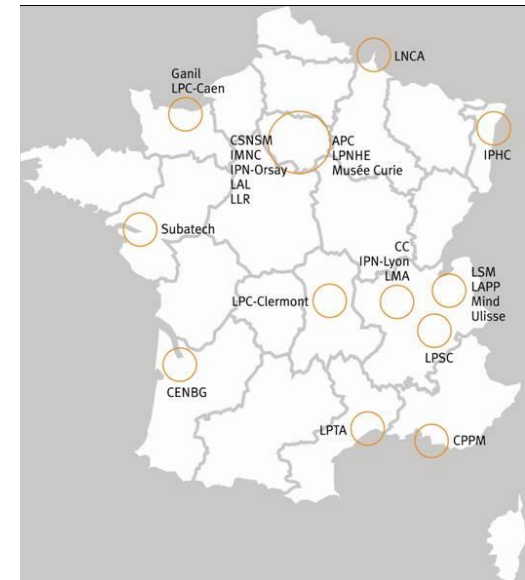 LNCA
Ganil
LPC-Caen
CSNSM
IMNC
IPN-Orsay
LAL
LLR
APC
LPNHE
Musée Curie
IPHC
Subatech
CC
IPN-Lyon
LMA
LSM
LAPP
Mind
Ulisse
LPC-Clermont
LPSC
CENBG
LPTA
CPPM